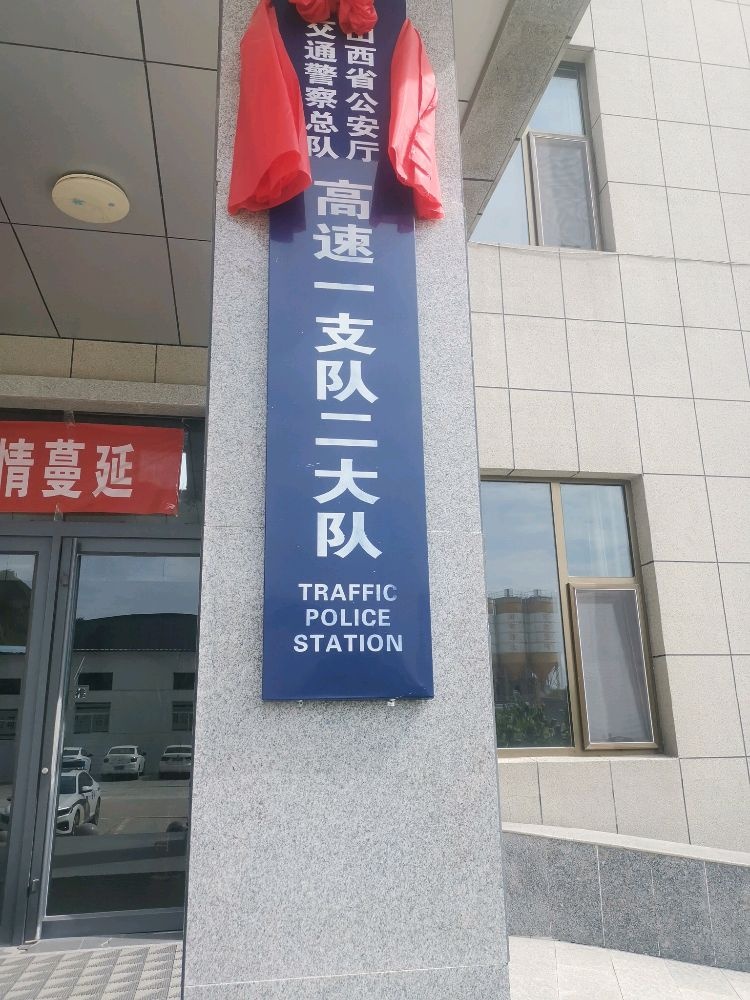 山西省公安厅
交通警察总队
高速一支队二大队
TRAFFIC
POLICE
STATION
情蔓延